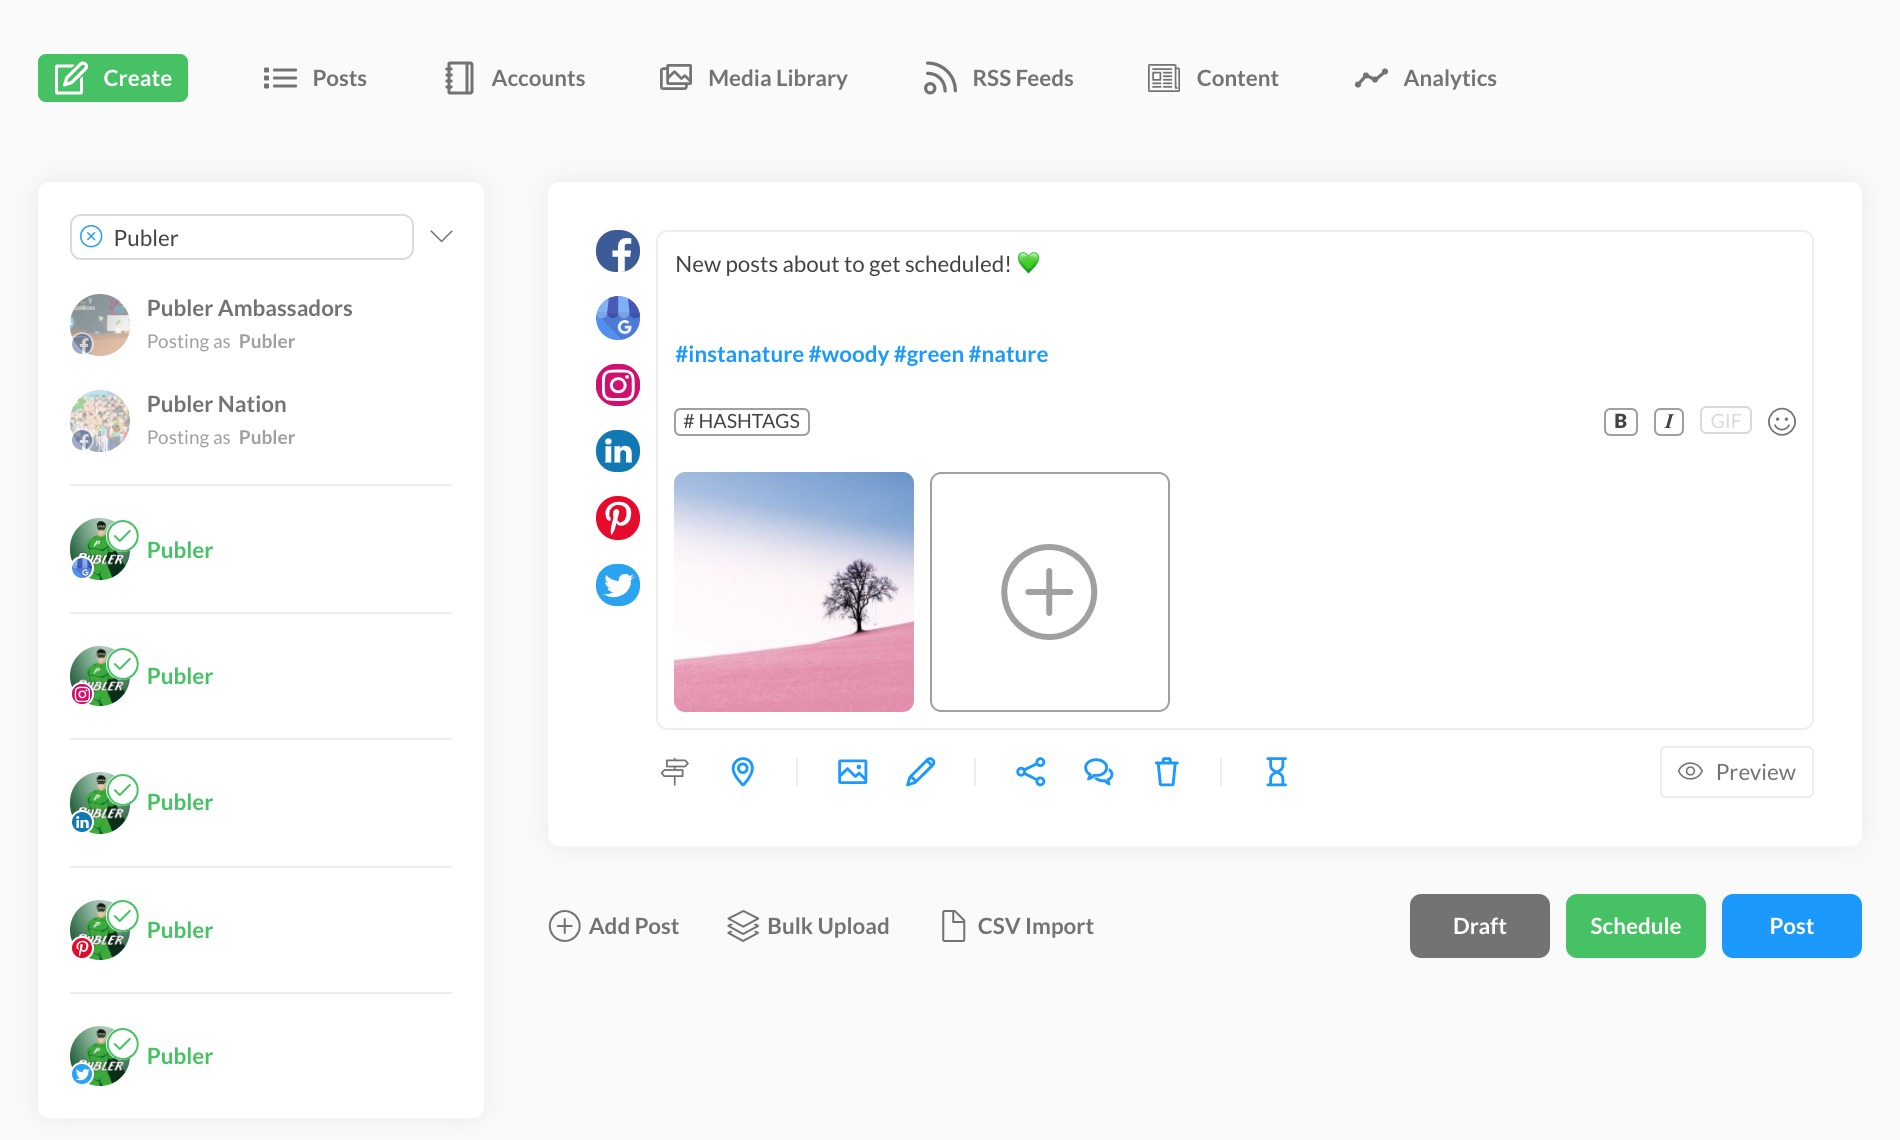 Create
Posts
Accounts
Media Library
RSS Feeds
Content
Analytics
Publer
Publer Ambassadors
Posting as Publer
Publer Nation
Posting as Publer
Publer
Publer
Publer
Publer
Publer
New posts about to get scheduled! 💚
#instanature #woody #green #nature
# HASHTAGS
B
I
GIF
Preview
Add Post
Bulk Upload
CSV Import
Draft
Schedule
Post